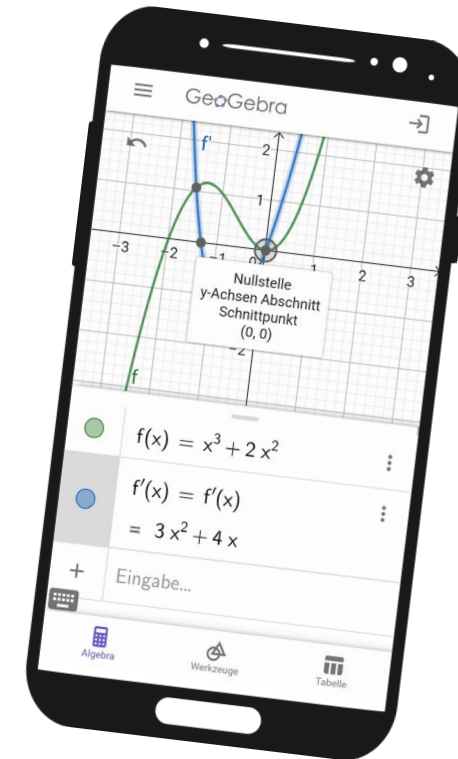 GeoGebra
f'
2
1
−3
−2
−1
0
1
2
3
Nullstelle
y-Achsen Abschnitt
Schnittpunkt
(0, 0)
−2
f
f(x) = x³ + 2 x²
f′(x) = f′(x)
= 3 x² + 4 x
+ Eingabe...
Algebra
Werkzeuge
Tabelle